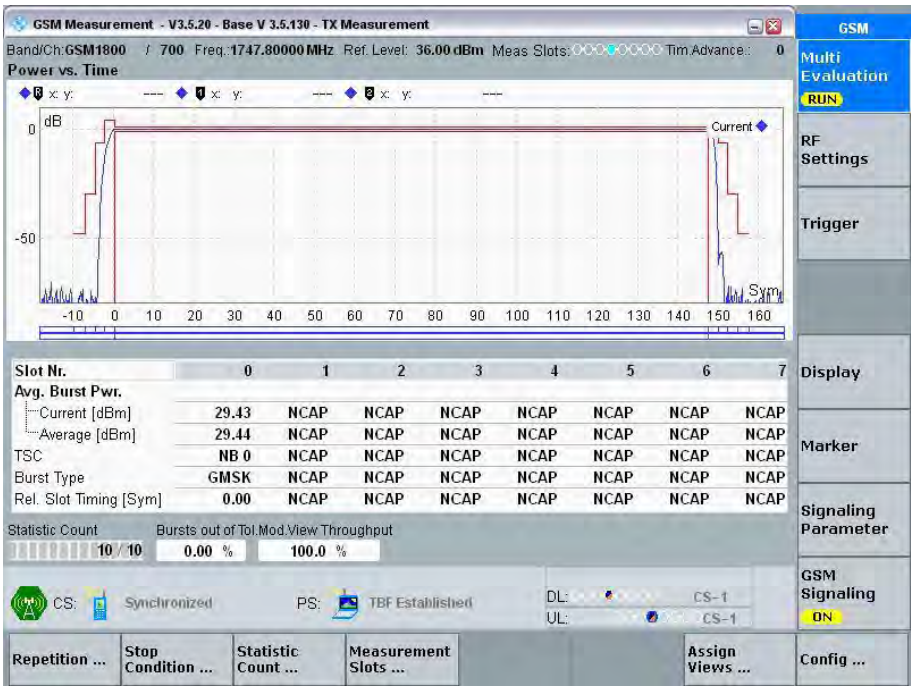 GSM Measurement - V3.5.20 - Base V 3.5.130 - TX Measurement
GSM
Band/Ch:GSM1800 / 700 Freq.:1747.80000 MHz Ref. Level: 36.00 dBm Meas Slots: Tim.Advance.: 0
Multi Evaluation
RUN
Power vs. Time
R x: y: --- 1 x: y: --- 2 x: y: ---
dB
0
Current
-50
Sym
-10 0 10 20 30 40 50 60 70 80 90 100 110 120 130 140 150 160
RF Settings
Trigger
Slot Nr. 0 1 2 3 4 5 6 7
Avg. Burst Pwr.
Current [dBm] 29.43 NCAP NCAP NCAP NCAP NCAP NCAP NCAP
Average [dBm] 29.44 NCAP NCAP NCAP NCAP NCAP NCAP NCAP
TSC NB 0 NCAP NCAP NCAP NCAP NCAP NCAP NCAP
Burst Type GMSK NCAP NCAP NCAP NCAP NCAP NCAP NCAP
Rel. Slot Timing [Sym] 0.00 NCAP NCAP NCAP NCAP NCAP NCAP NCAP
Display
Marker
Signaling Parameter
Statistic Count Bursts out of Tol. Mod.View Throughput
10 / 10 0.00 % 100.0 %
CS: Synchronized PS: TBF Established
DL: CS-1
UL: CS-1
GSM Signaling
ON
Repetition ...
Stop Condition ...
Statistic Count ...
Measurement Slots ...
Assign Views ...
Config ...